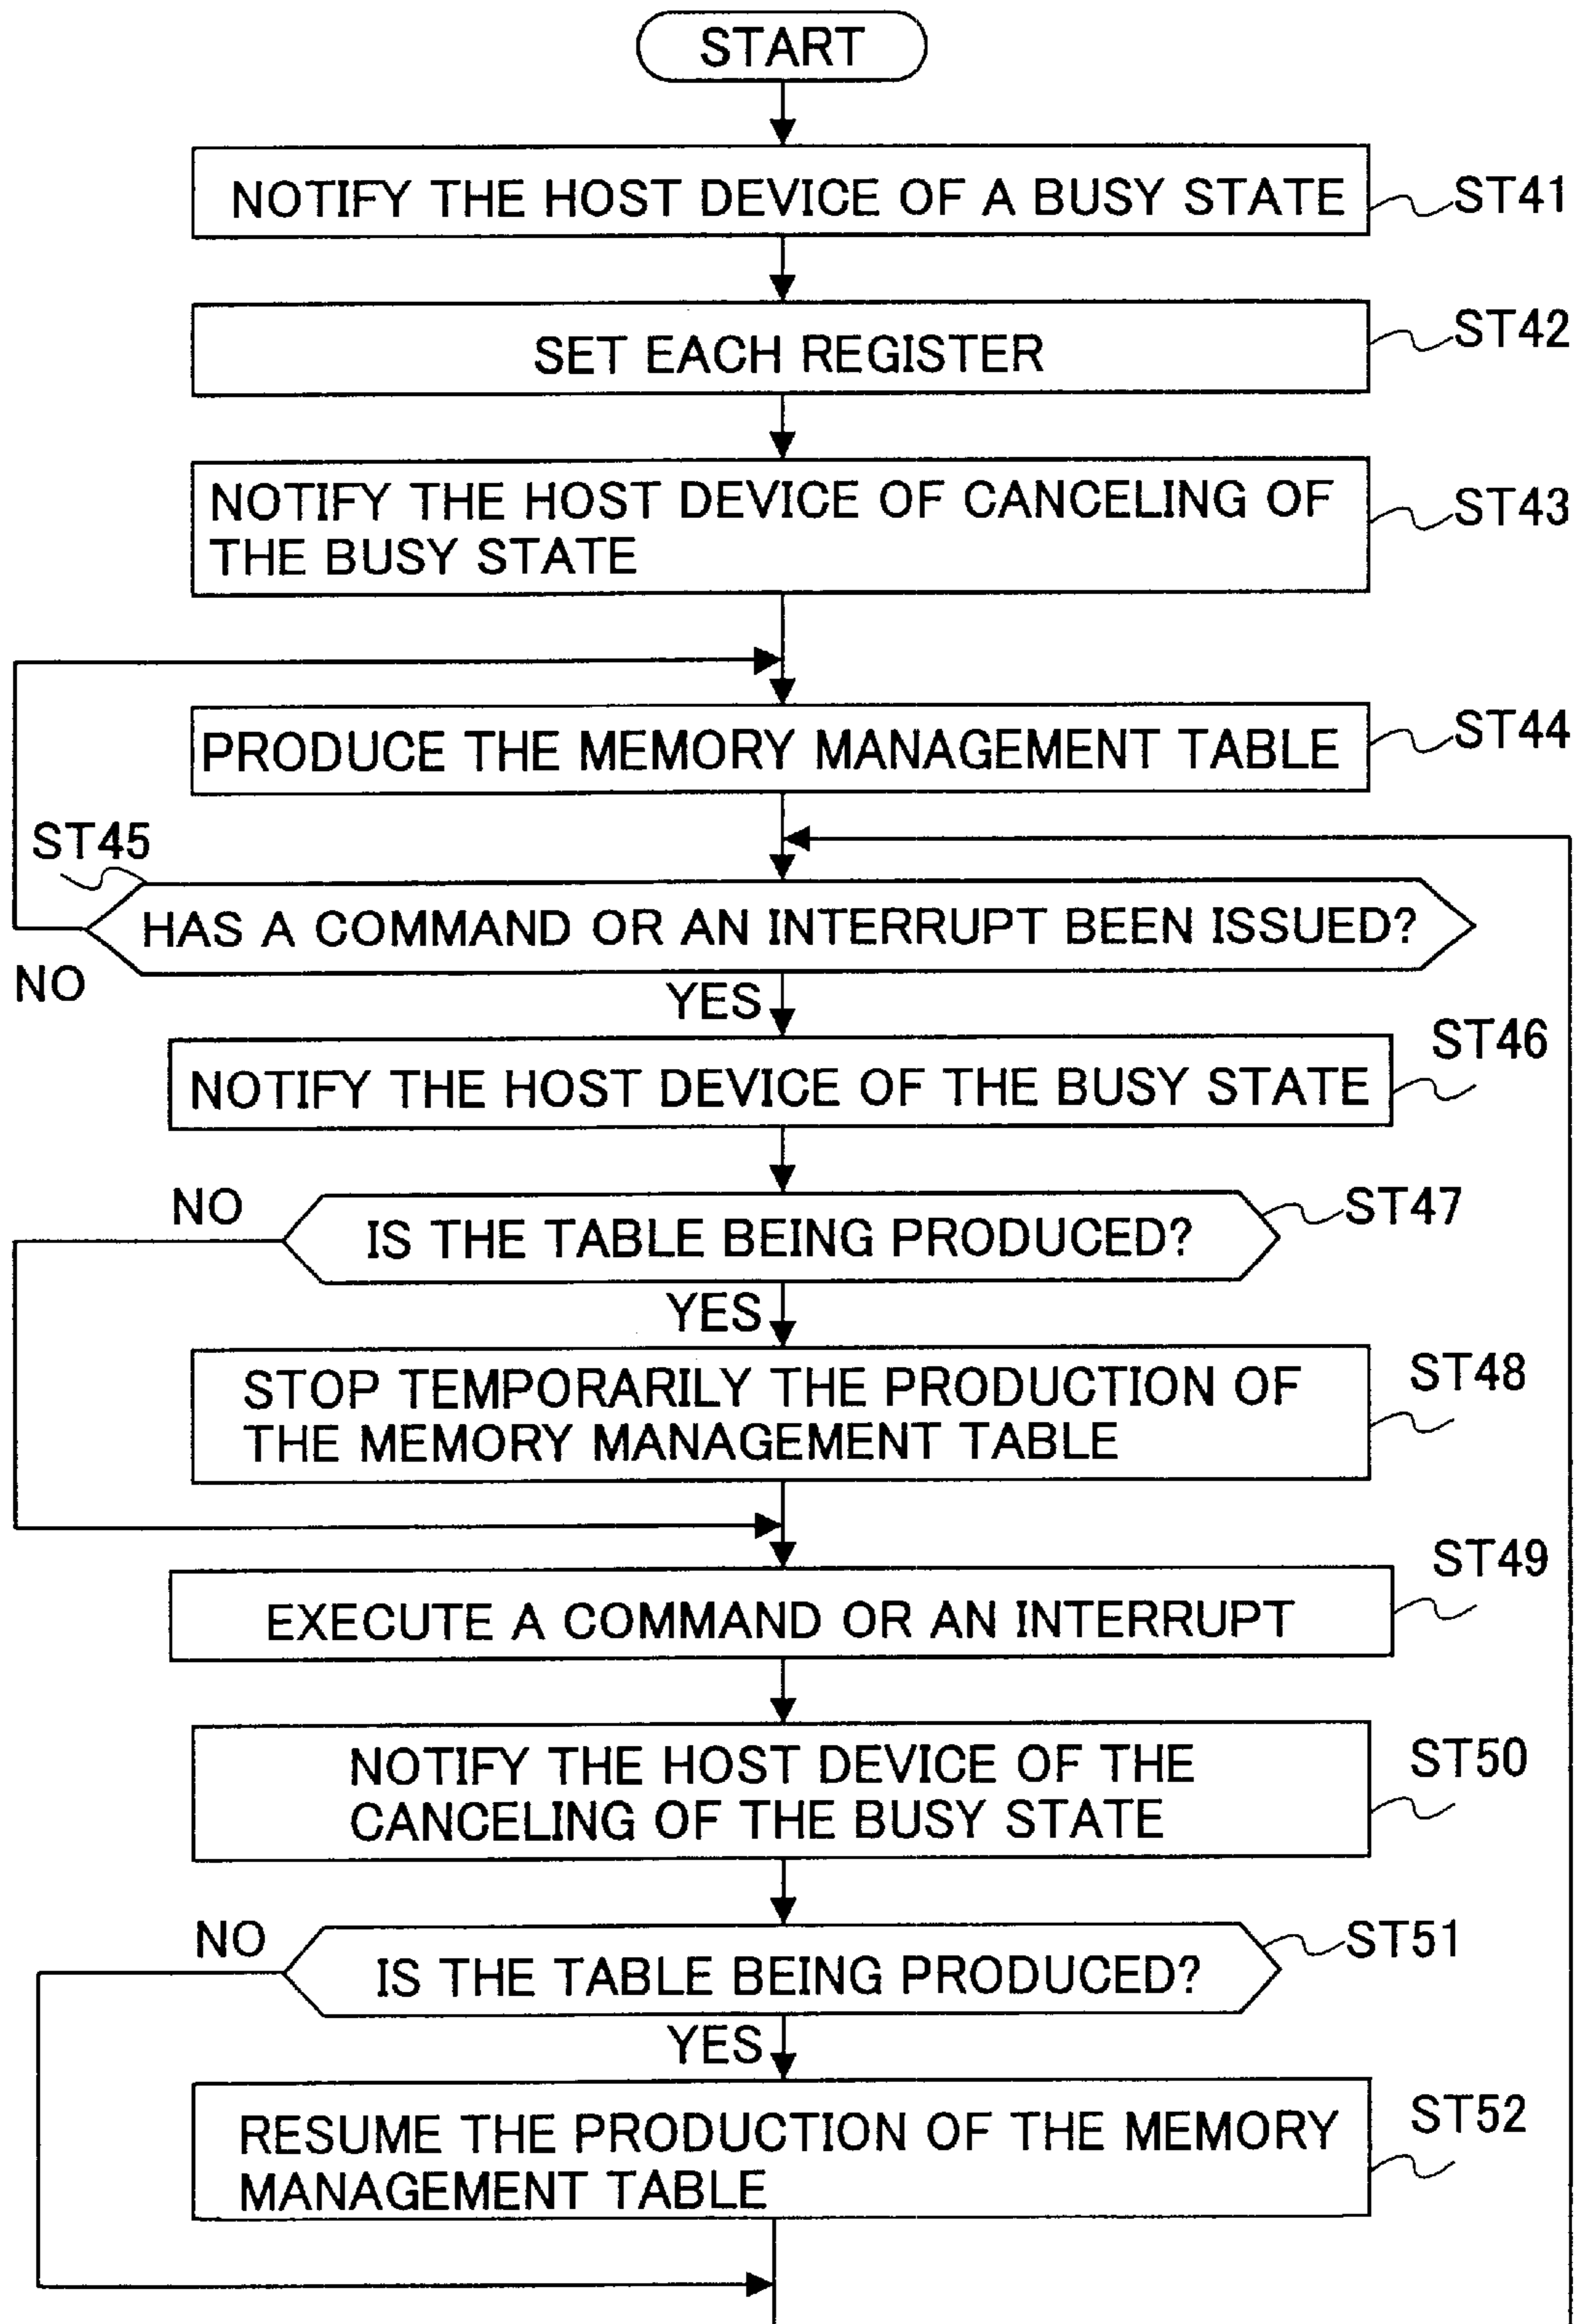 START
NOTIFY THE HOST DEVICE OF A BUSY STATE
ST41
SET EACH REGISTER
ST42
NOTIFY THE HOST DEVICE OF CANCELING OF
THE BUSY STATE
ST43
PRODUCE THE MEMORY MANAGEMENT TABLE
ST44
ST45
HAS A COMMAND OR AN INTERRUPT BEEN ISSUED?
NO
YES
ST46
NOTIFY THE HOST DEVICE OF THE BUSY STATE
NO
IS THE TABLE BEING PRODUCED?
ST47
YES
STOP TEMPORARILY THE PRODUCTION OF
THE MEMORY MANAGEMENT TABLE
ST48
ST49
EXECUTE A COMMAND OR AN INTERRUPT
NOTIFY THE HOST DEVICE OF THE
CANCELING OF THE BUSY STATE
ST50
NO
IS THE TABLE BEING PRODUCED?
ST51
YES
RESUME THE PRODUCTION OF THE MEMORY
MANAGEMENT TABLE
ST52